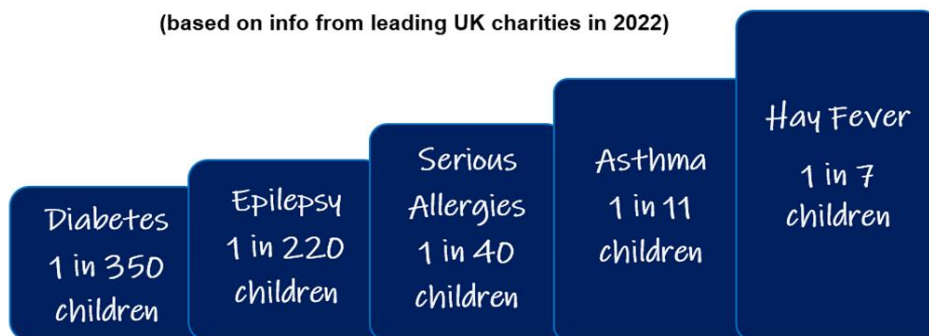 (based on info from leading UK charities in 2022)
Diabetes
1 in 350
children
Epilepsy
1 in 220
children
Serious
Allergies
1 in 40
children
Asthma
1 in 11
children
Hay Fever
1 in 7
children